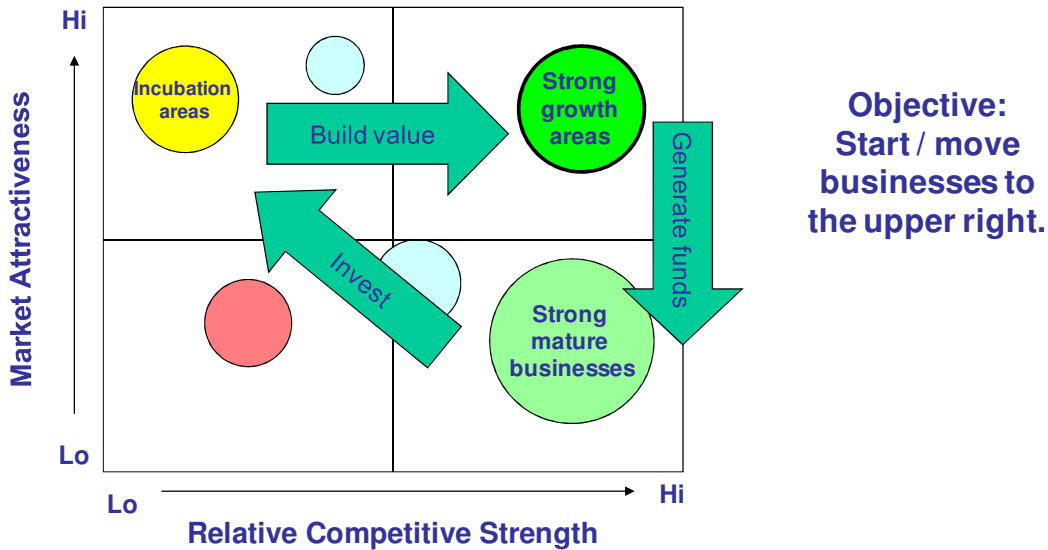 Hi
Incubation
areas
Build value
Strong
growth
areas
Generate funds
Objective:
Start / move
businesses to
the upper right.
Market Attractiveness
Invest
Strong
mature
businesses
Lo
Lo
Hi
Relative Competitive Strength